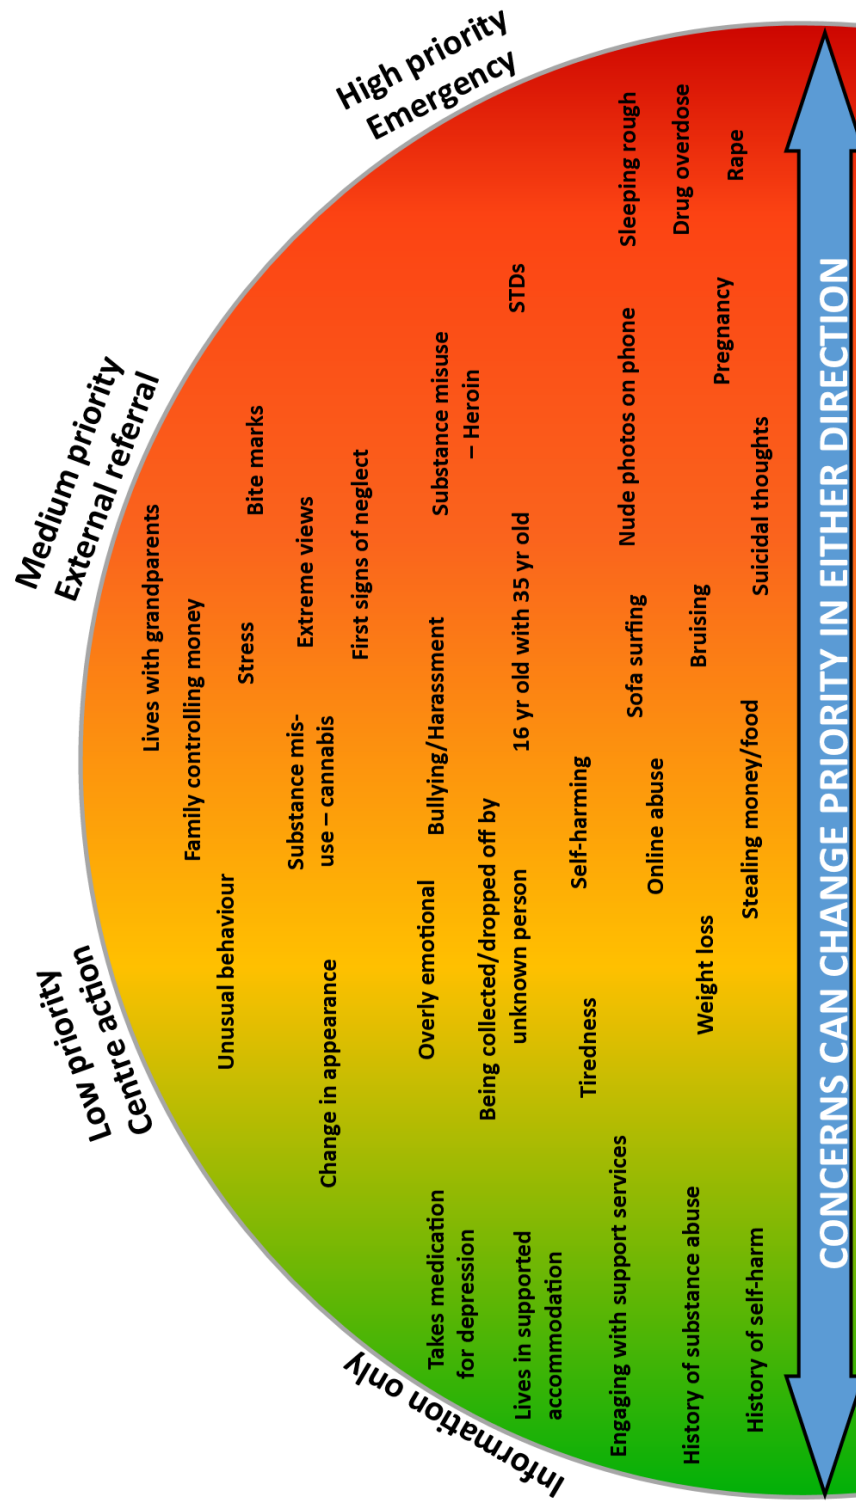 Information only
Low priority
Centre action
Medium priority
External referral
High priority
Emergency
Lives with grandparents
Family controlling money
Unusual behaviour
Stress
Bite marks
Substance mis-
use – cannabis
Extreme views
Change in appearance
First signs of neglect
Takes medication
for depression
Overly emotional
Bullying/Harassment
Substance misuse
– Heroin
Being collected/dropped off by
unknown person
Lives in supported
accommodation
16 yr old with 35 yr old
STDs
Tiredness
Self-harming
Engaging with support services
Sofa surfing
Nude photos on phone
Sleeping rough
Online abuse
Drug overdose
History of substance abuse
Weight loss
Bruising
Pregnancy
Rape
History of self-harm
Stealing money/food
Suicidal thoughts
CONCERNS CAN CHANGE PRIORITY IN EITHER DIRECTION